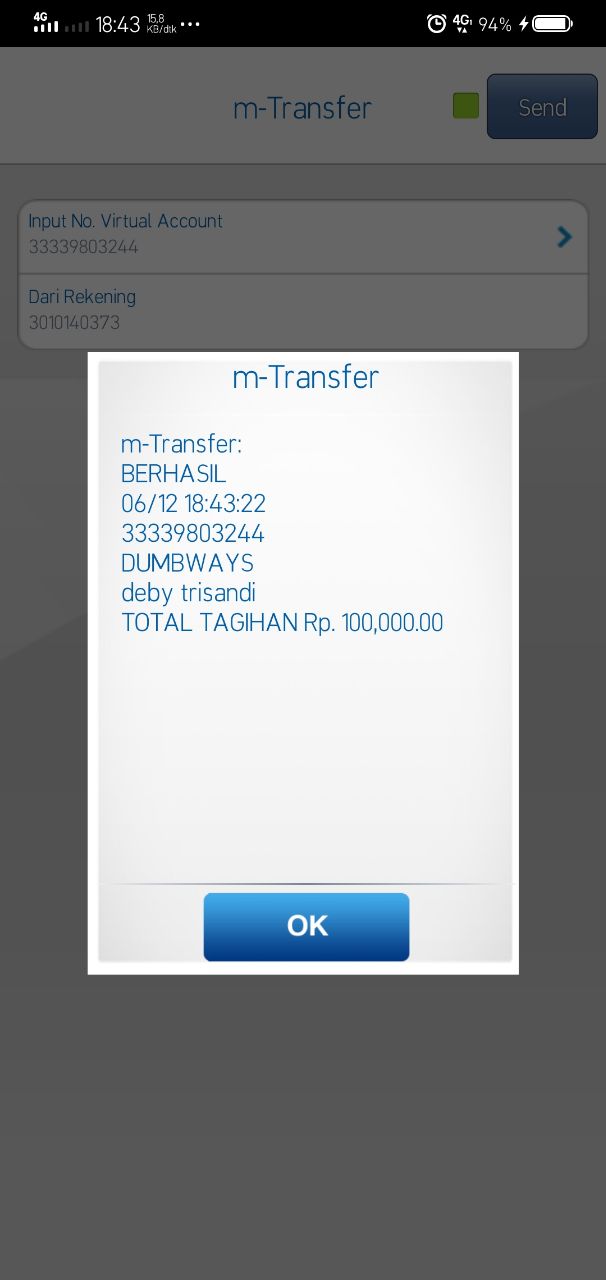 4G 18:43 15,8 KB/dtk ... 4G 94%
m-Transfer
Send
Input No. Virtual Account
33339803244
Dari Rekening
3010140373
m-Transfer
m-Transfer:
BERHASIL
06/12 18:43:22
33339803244
DUMBWAYS
deby trisandi
TOTAL TAGIHAN Rp. 100,000.00
OK